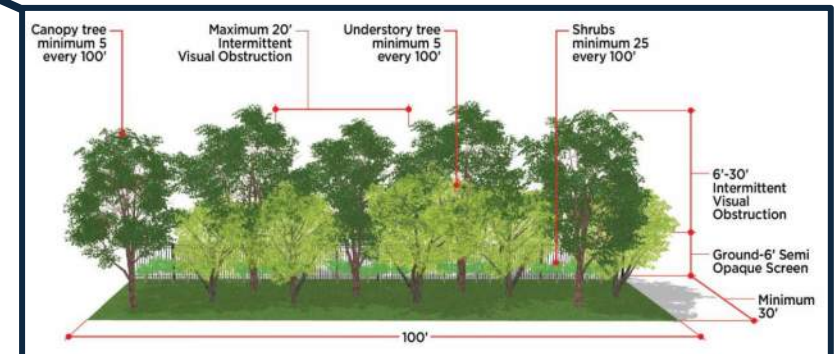 Canopy tree
minimum 5
every 100'
Maximum 20'
Intermittent
Visual Obstruction
Understory tree
minimum 5
every 100'
Shrubs
minimum 25
every 100'
6'-30'
Intermittent
Visual
Obstruction
Ground-6' Semi
Opaque Screen
Minimum
30'
100'